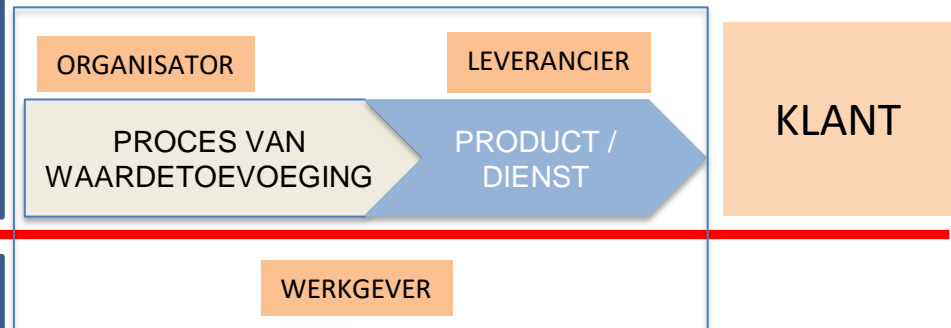 ORGANISATOR
LEVERANCIER
PROCES VAN
WAARDETOEVOEGING
PRODUCT /
DIENST
KLANT
WERKGEVER